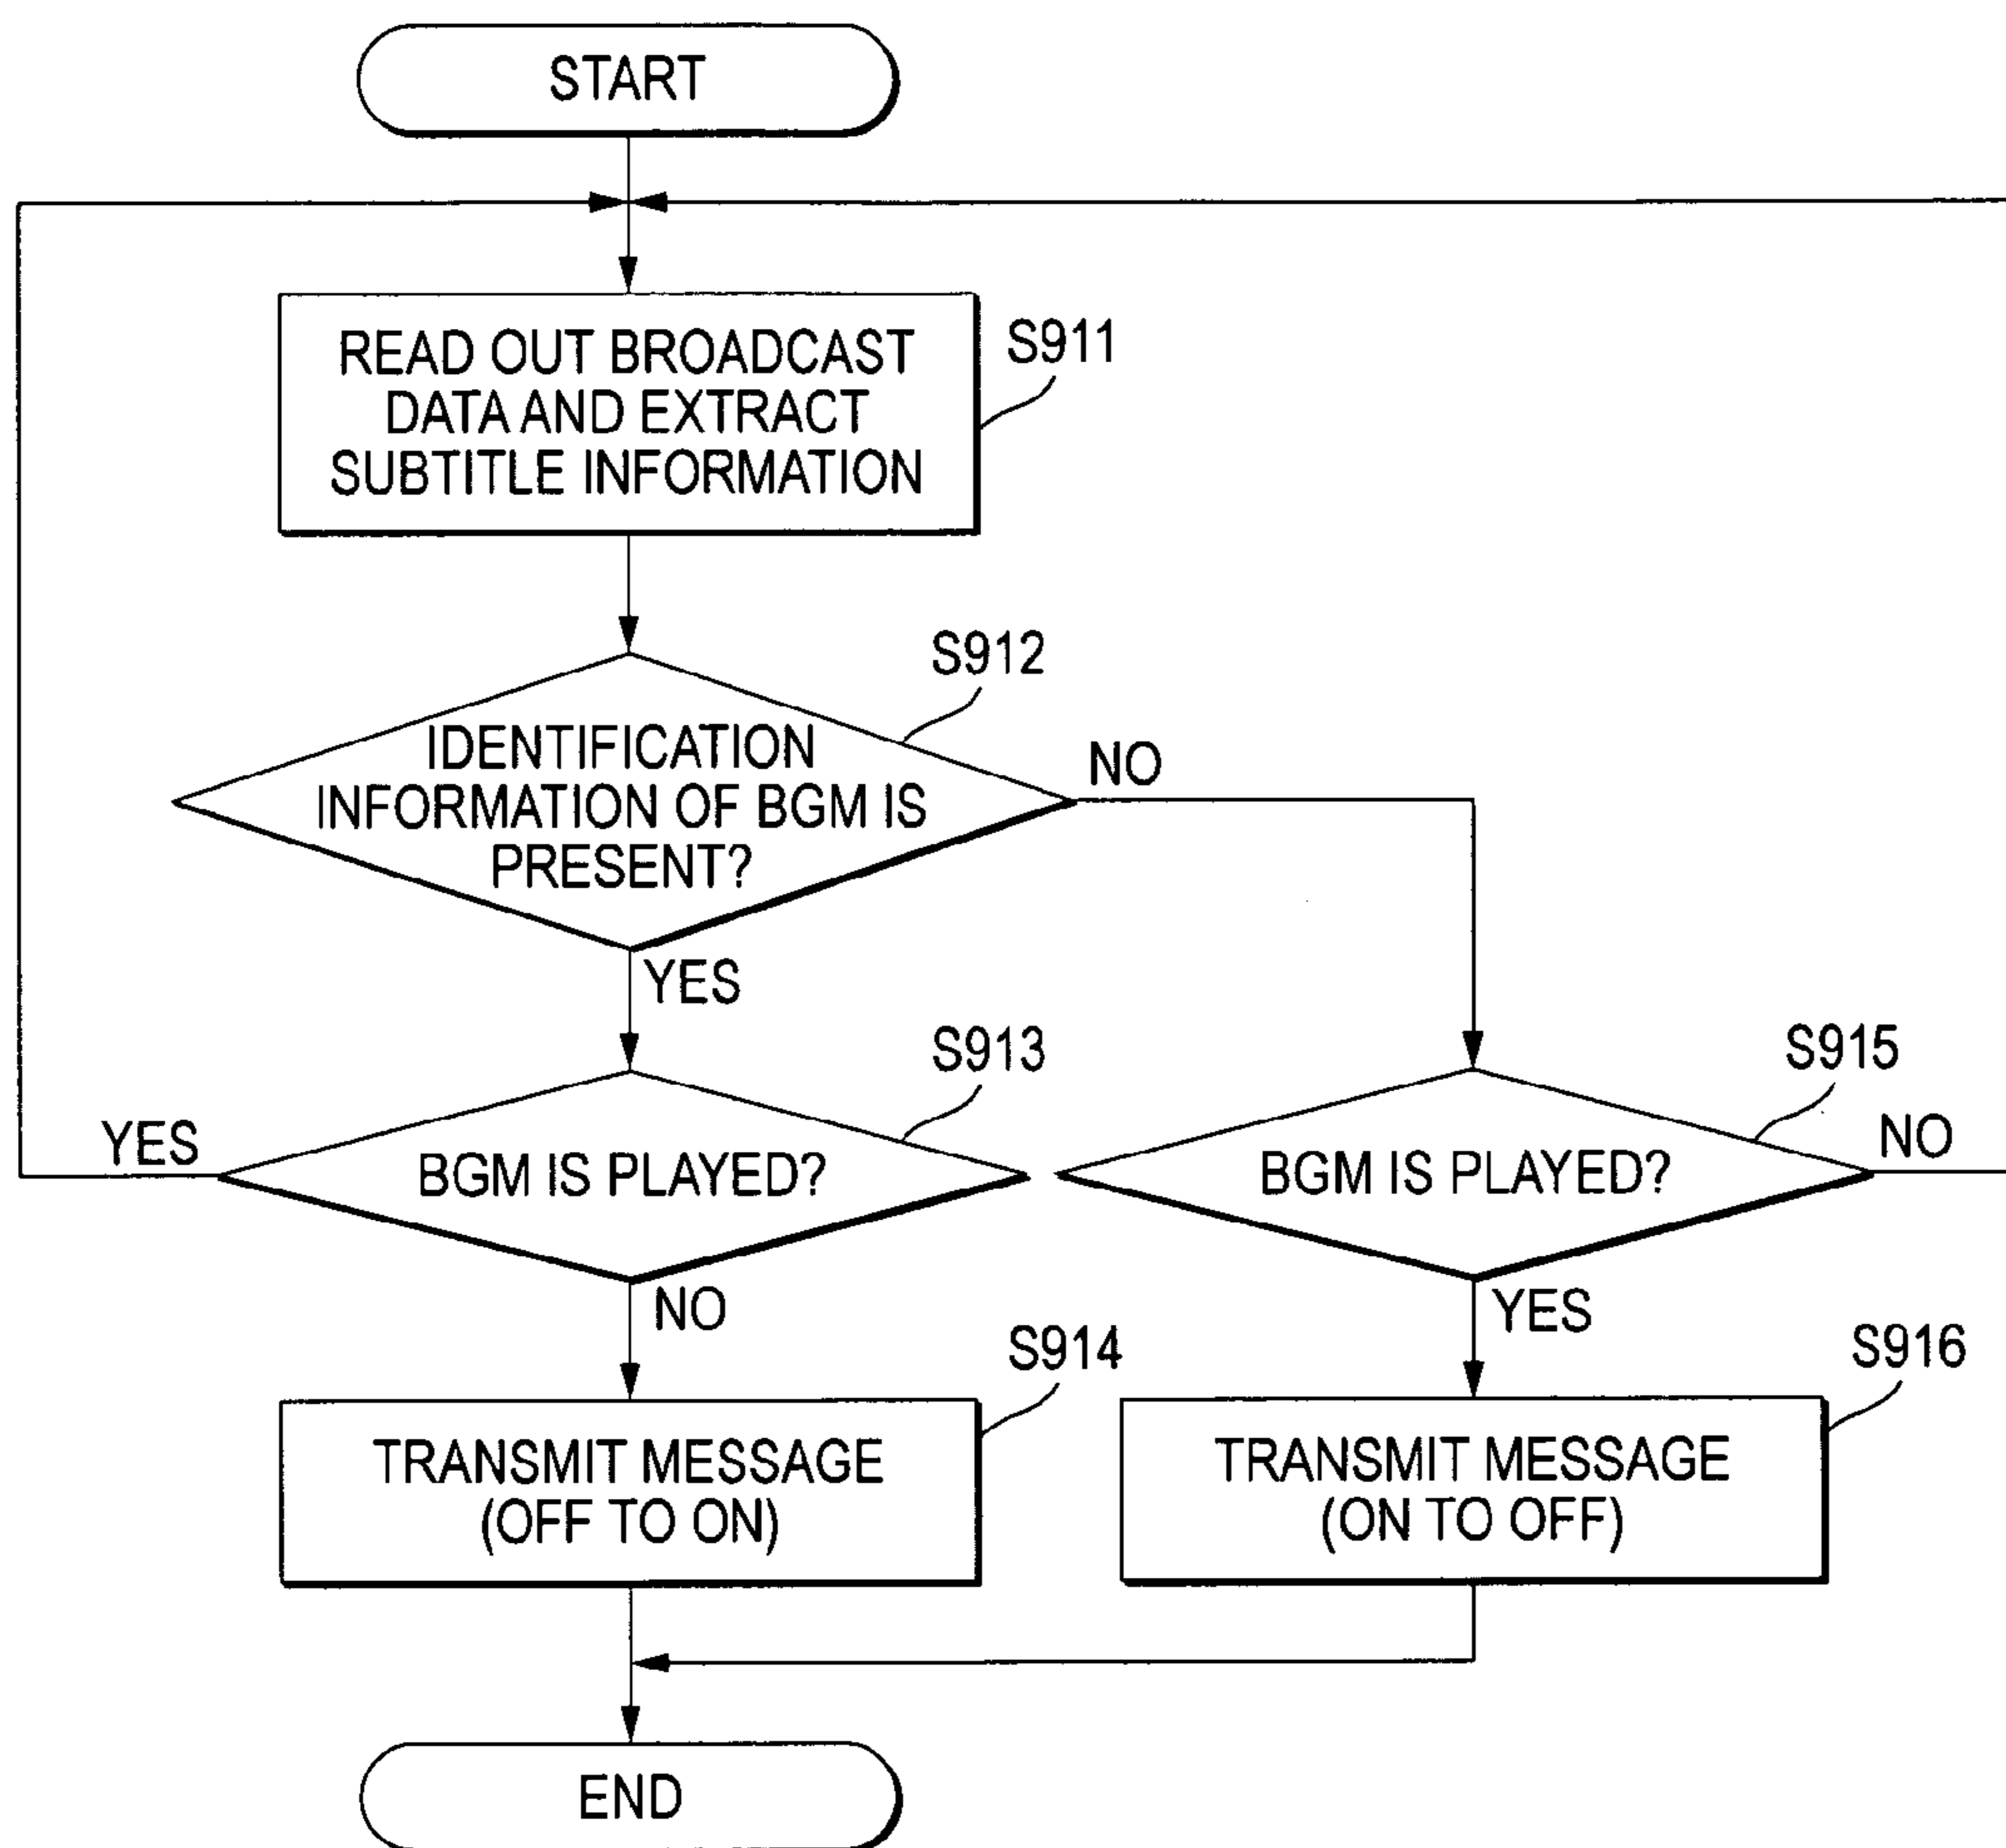 START
READ OUT BROADCAST
DATA AND EXTRACT
SUBTITLE INFORMATION
S911
S912
IDENTIFICATION
INFORMATION OF BGM IS
PRESENT?
NO
YES
S913
BGM IS PLAYED?
YES
NO
S915
BGM IS PLAYED?
NO
YES
S914
TRANSMIT MESSAGE
(OFF TO ON)
S916
TRANSMIT MESSAGE
(ON TO OFF)
END